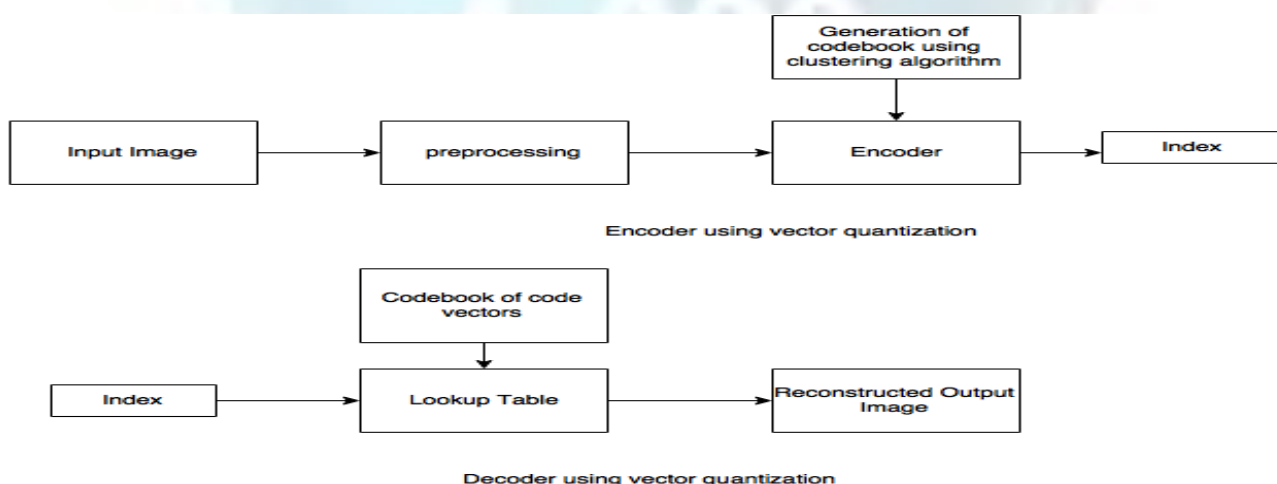 Generation of
codebook using
clustering algorithm
Input Image
preprocessing
Encoder
Index
Encoder using vector quantization
Codebook of code
vectors
Index
Lookup Table
Reconstructed Output
Image
Decoder using vector quantization